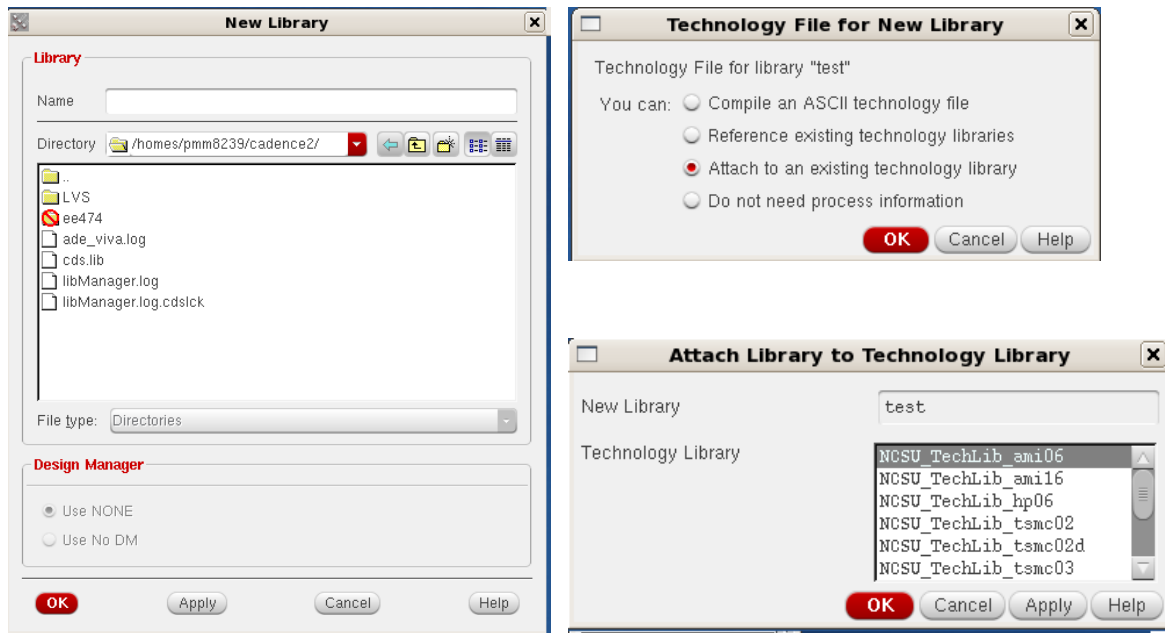 New Library
Library
Name
Directory /homes/pmm8239/cadence2/
..
LVS
ee474
ade_viva.log
cds.lib
libManager.log
libManager.log.cdslck
File type: Directories
Design Manager
Use NONE
Use No DM
OK Apply Cancel Help
Technology File for New Library
Technology File for library "test"
You can: Compile an ASCII technology file
Reference existing technology libraries
Attach to an existing technology library
Do not need process information
OK Cancel Help
Attach Library to Technology Library
New Library test
Technology Library NCSU_TechLib_ami06
NCSU_TechLib_ami16
NCSU_TechLib_hp06
NCSU_TechLib_tsmc02
NCSU_TechLib_tsmc02d
NCSU_TechLib_tsmc03
OK Cancel Apply Help